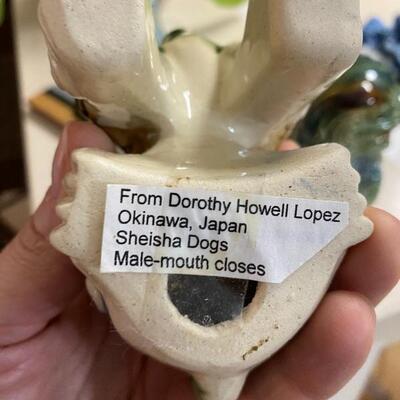 From Dorothy Howell Lopez
Okinawa, Japan
Sheisha Dogs
Male-mouth closes